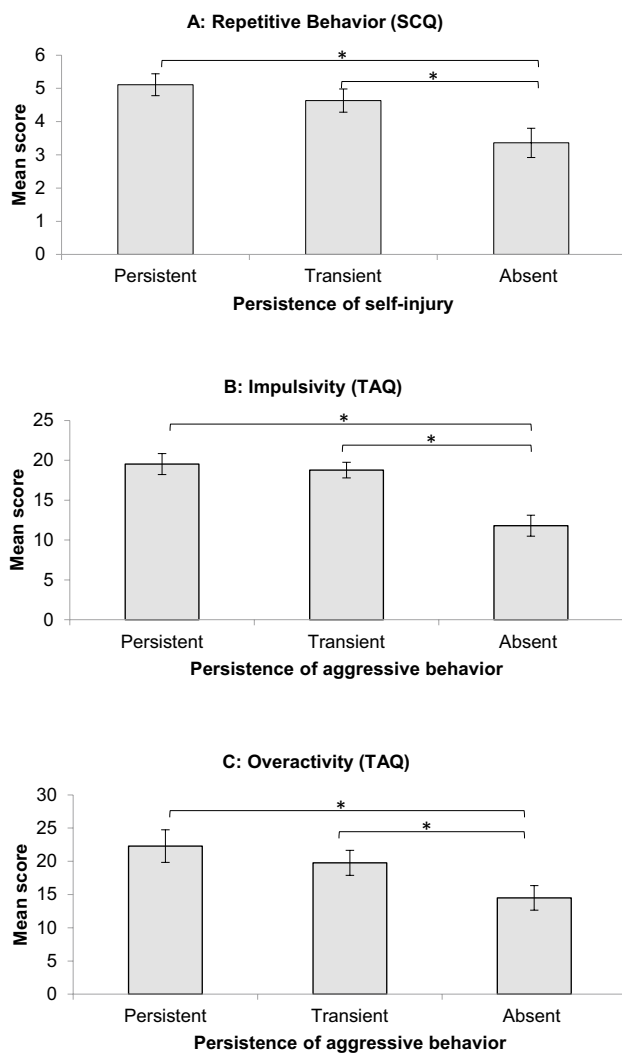 A: Repetitive Behavior (SCQ)
6
5
4
3
2
1
0
Mean score
*
*
Persistent Transient Absent
Persistence of self-injury
B: Impulsivity (TAQ)
25
20
15
10
5
0
Mean score
*
*
Persistent Transient Absent
Persistence of aggressive behavior
C: Overactivity (TAQ)
30
25
20
15
10
5
0
Mean score
*
*
Persistent Transient Absent
Persistence of aggressive behavior